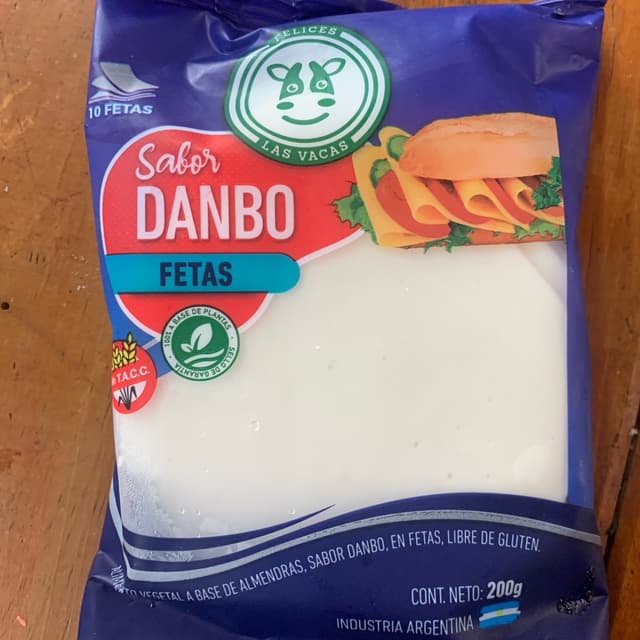 FELICES
LAS VACAS
10 FETAS
Sabor
DANBO
FETAS
100% A BASE DE PLANTAS
SELLO DE GARANTÍA
T.A.C.C.
VEGETAL A BASE DE ALMENDRAS, SABOR DANBO, EN FETAS, LIBRE DE GLUTEN.
CONT. NETO: 200g
INDUSTRIA ARGENTINA